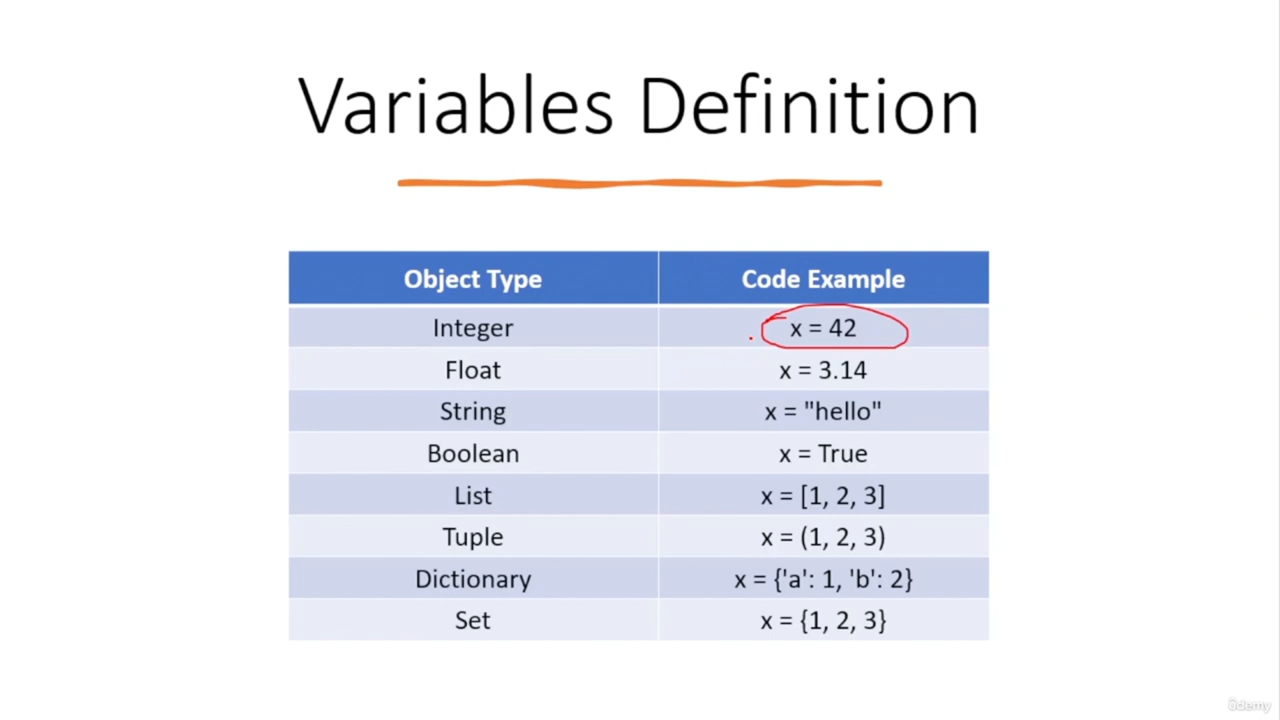 Variables Definition
Object Type Code Example
Integer x = 42
Float x = 3.14
String x = "hello"
Boolean x = True
List x = [1, 2, 3]
Tuple x = (1, 2, 3)
Dictionary x = {'a': 1, 'b': 2}
Set x = {1, 2, 3}
ûdemy